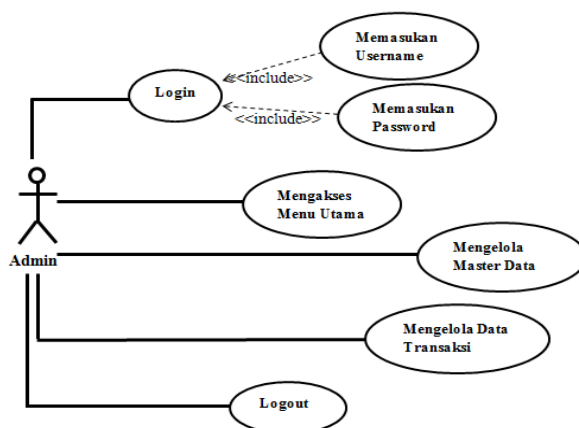 Memasukan
Username
<<include>>
Login
<<include>>
Memasukan
Password
Mengakses
Menu Utama
Admin
Mengelola
Master Data
Mengelola Data
Transaksi
Logout